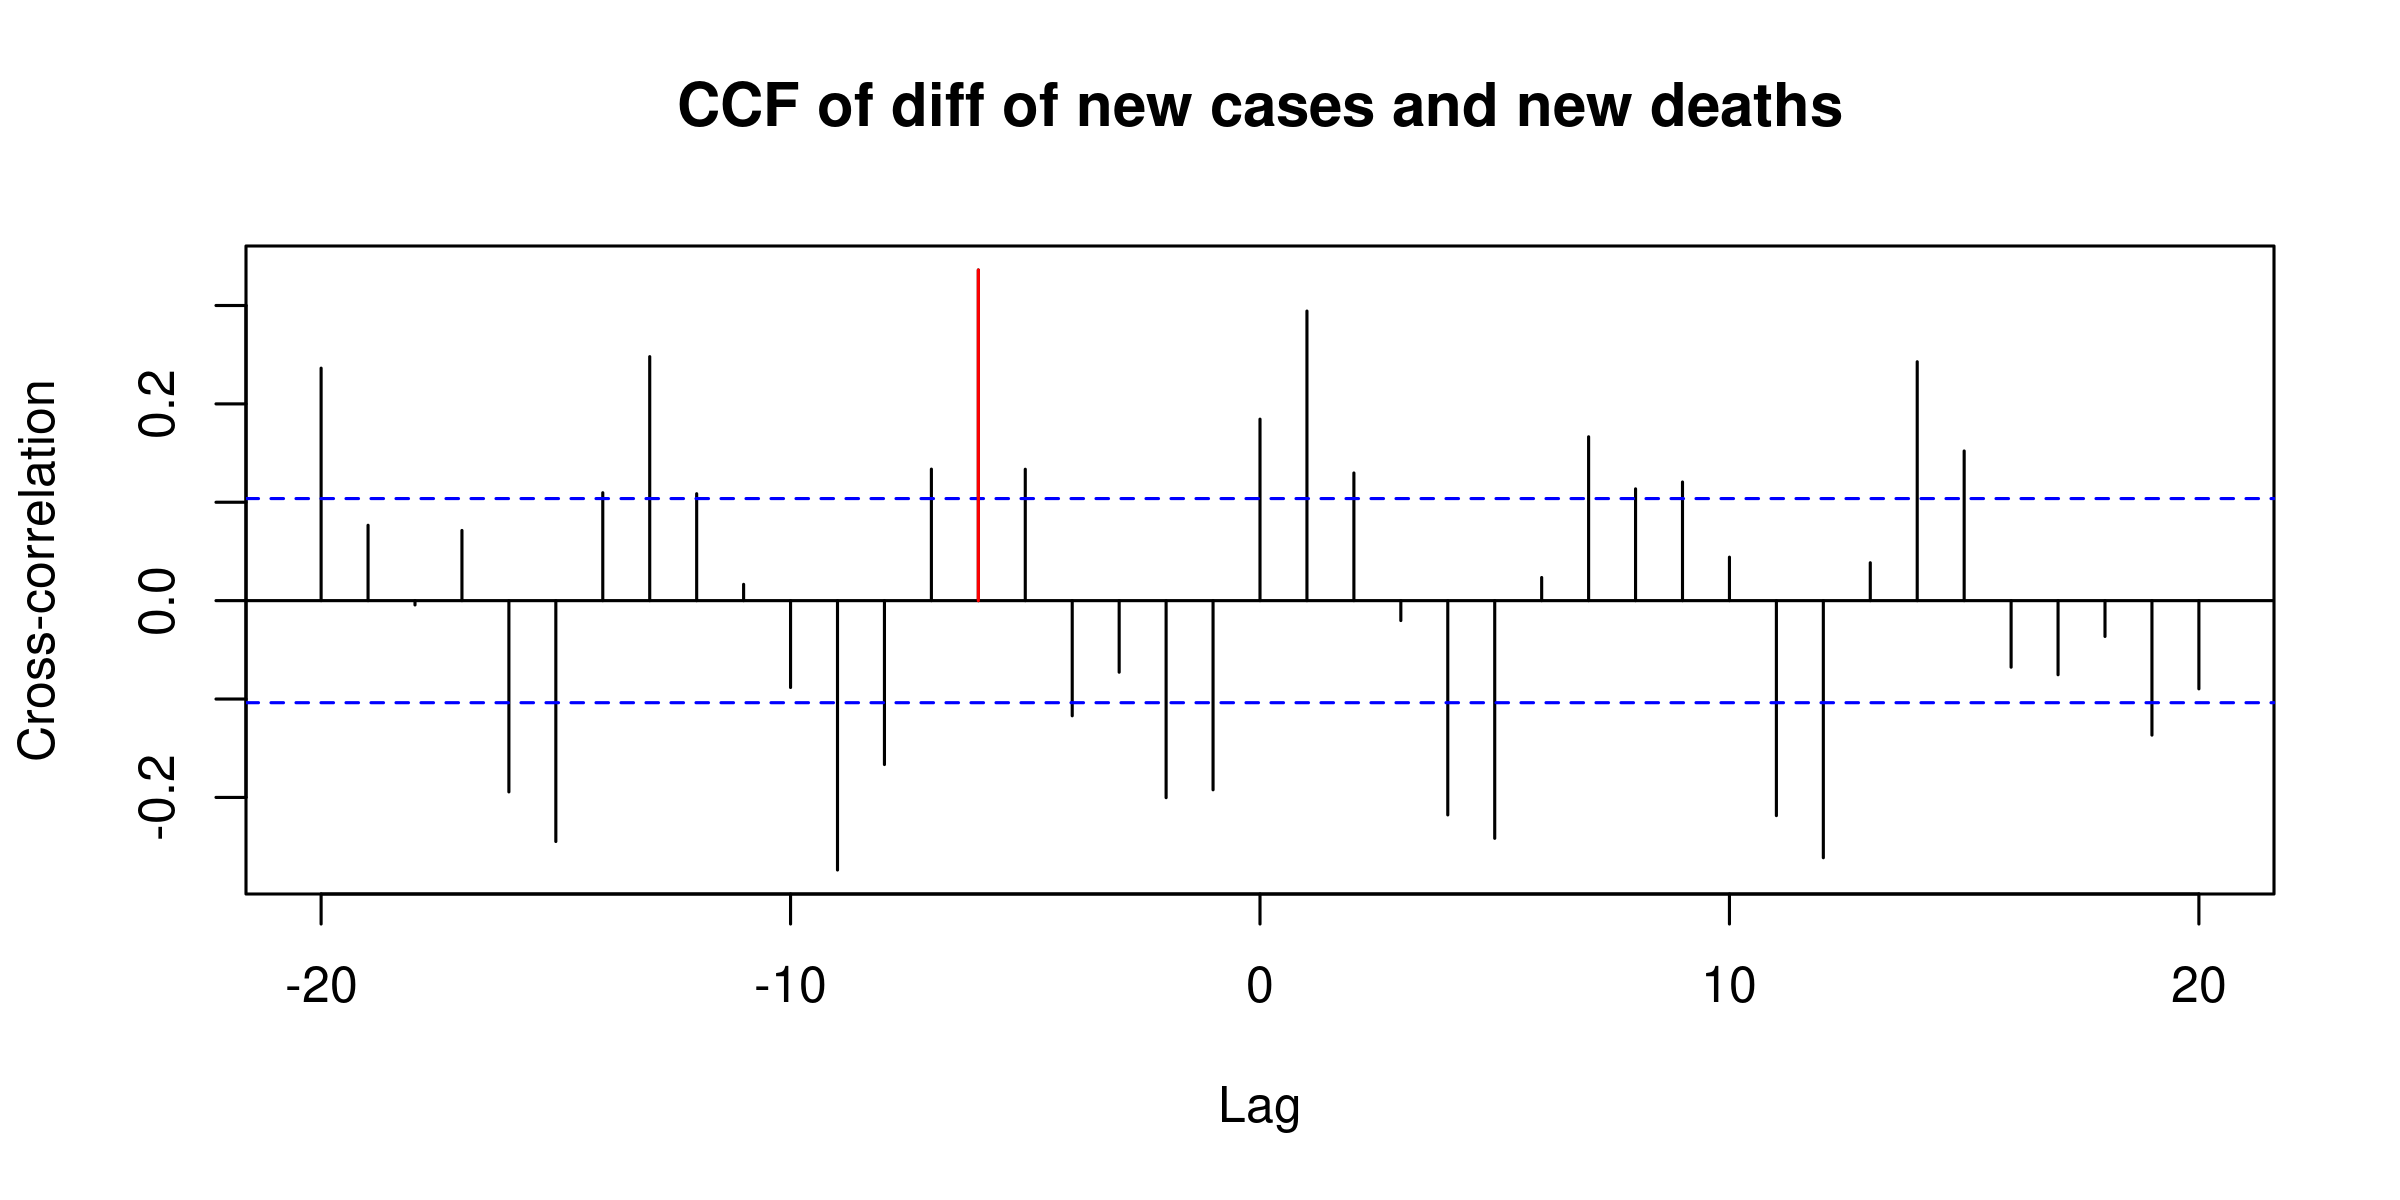 CCF of diff of new cases and new deaths
Cross-correlation
0.2
0.0
-0.2
-20 -10 0 10 20
Lag